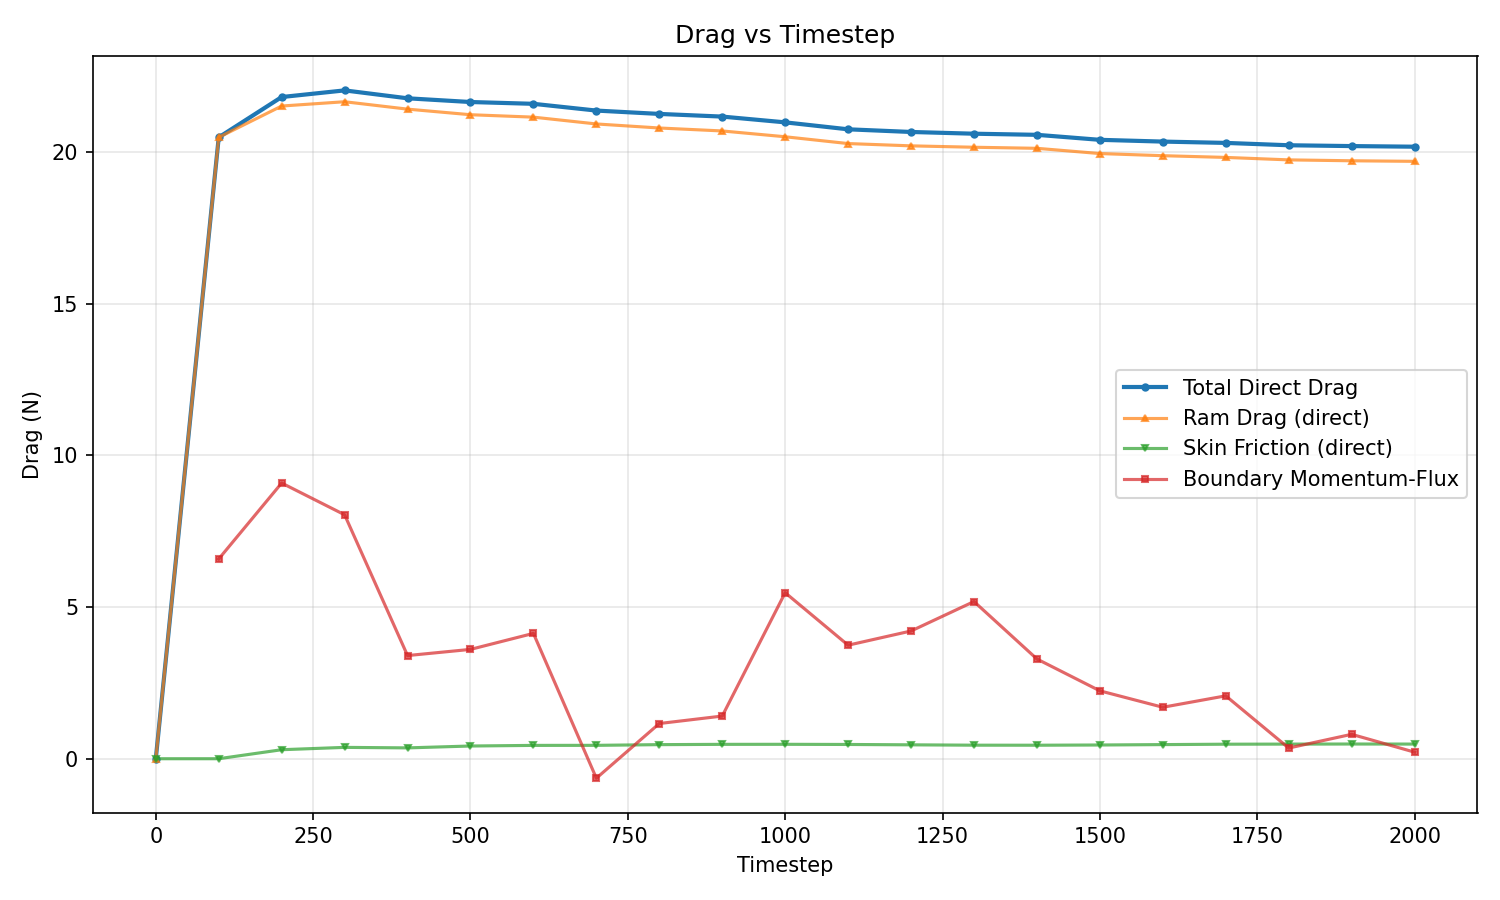 Drag vs Timestep
Drag (N)
20
15
10
5
0
Total Direct Drag
Ram Drag (direct)
Skin Friction (direct)
Boundary Momentum-Flux
0 250 500 750 1000 1250 1500 1750 2000
Timestep